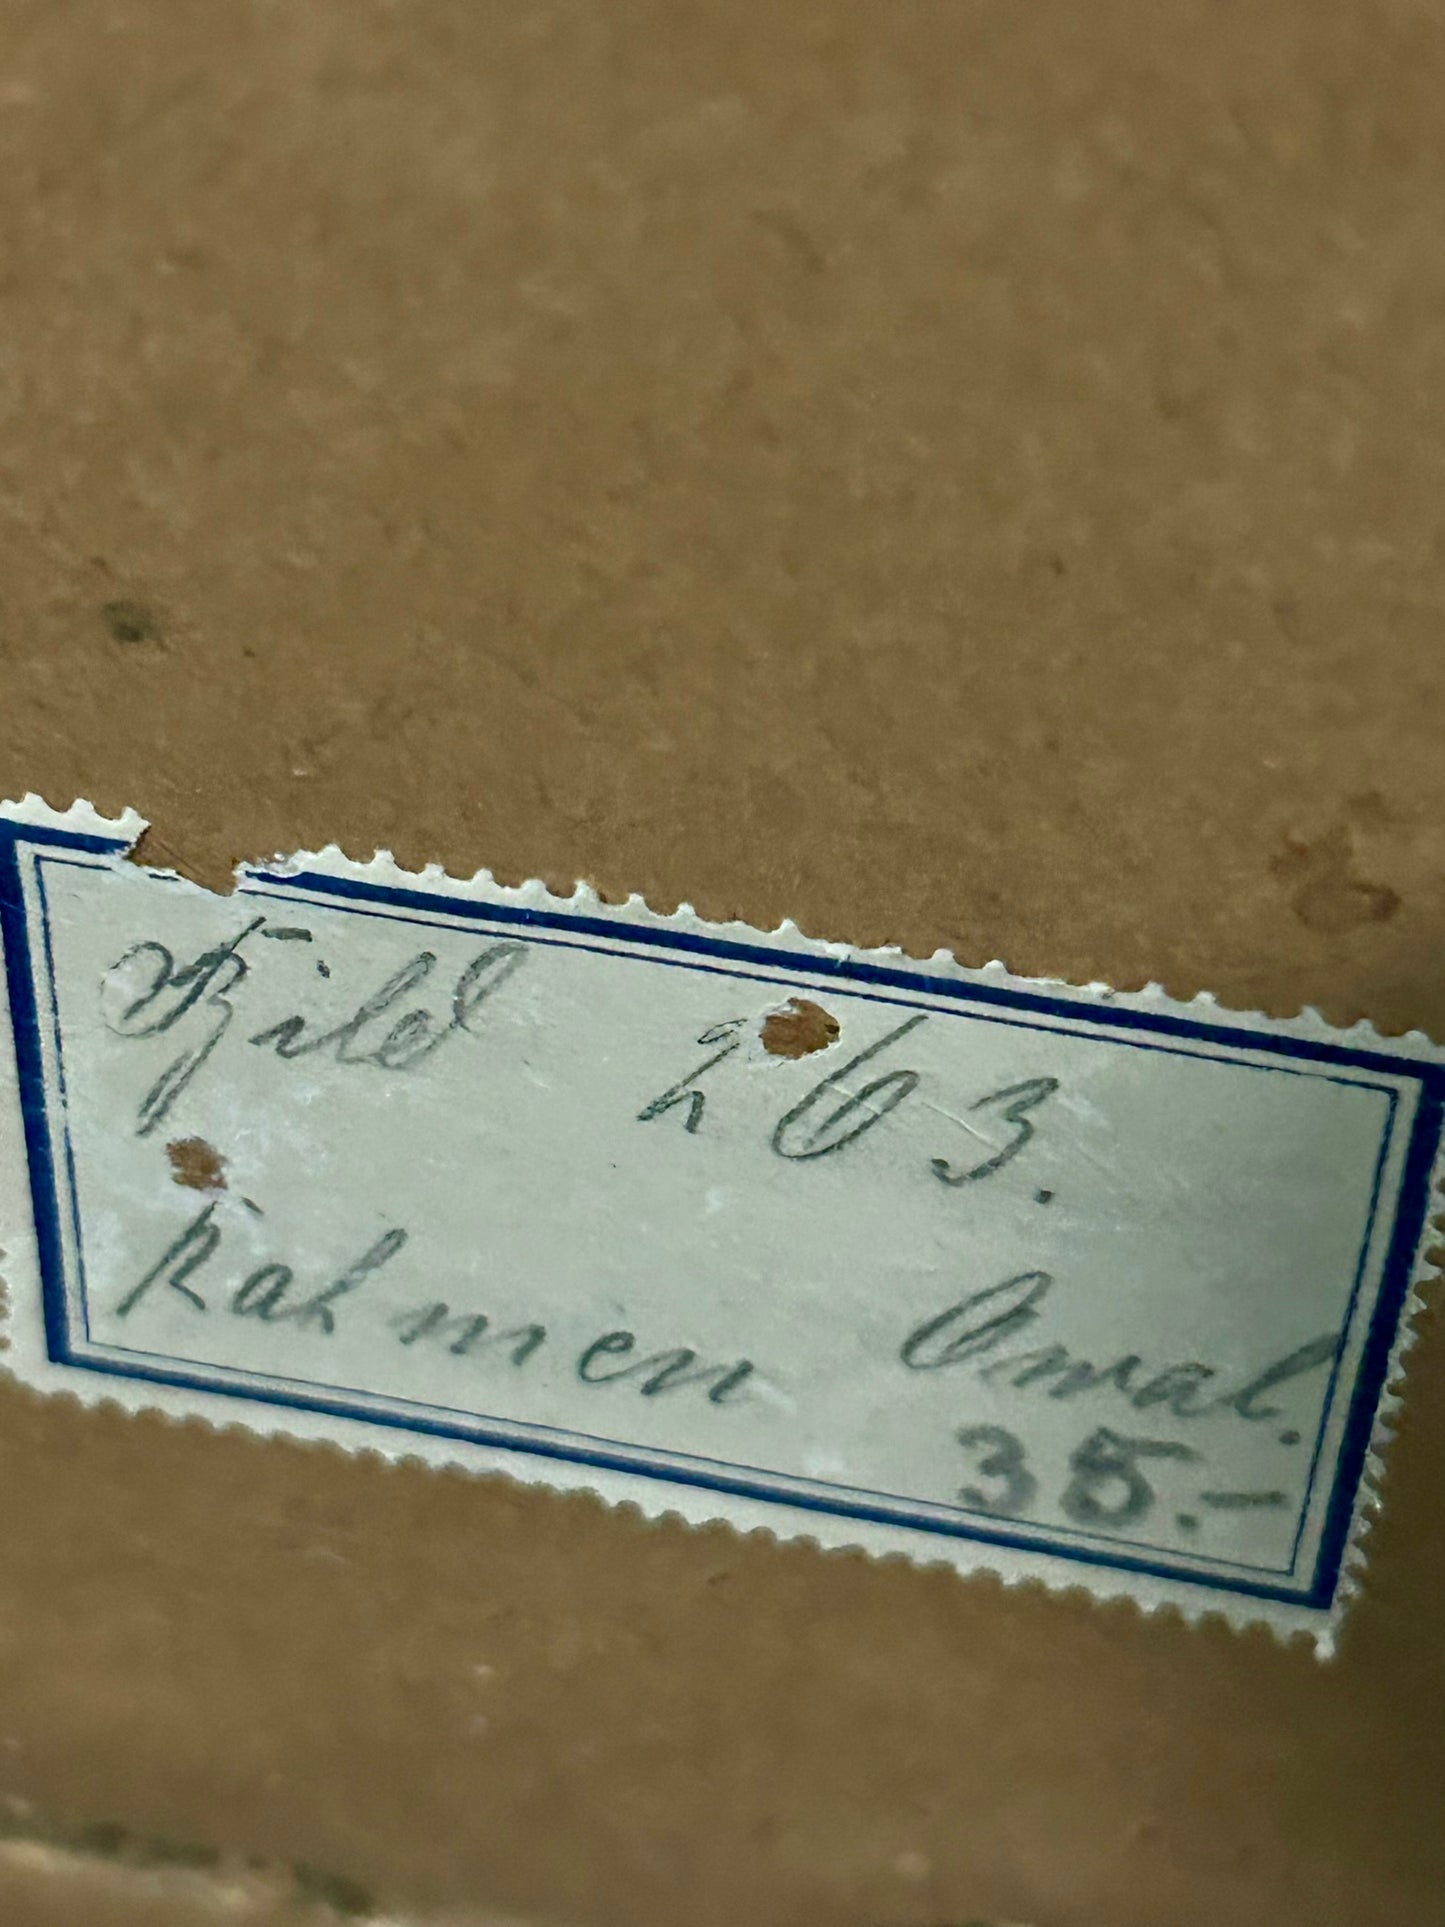 Bild 263.
Rahmen Oval.
35.-